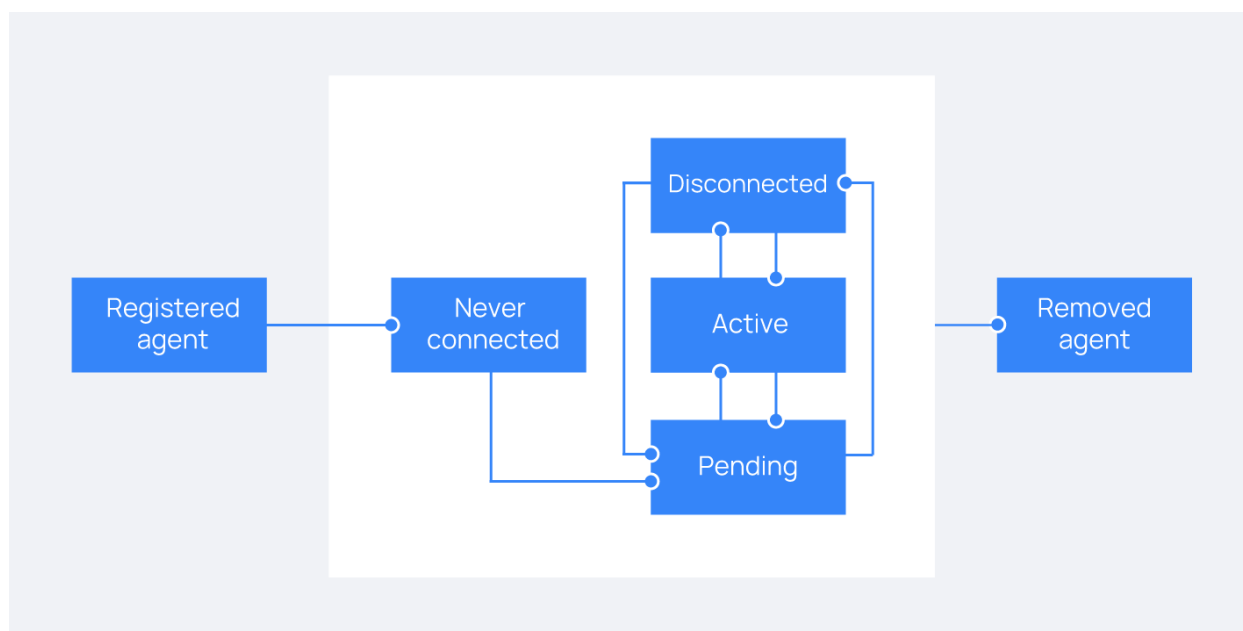 Disconnected
Registered
agent
Never
connected
Active
Removed
agent
Pending